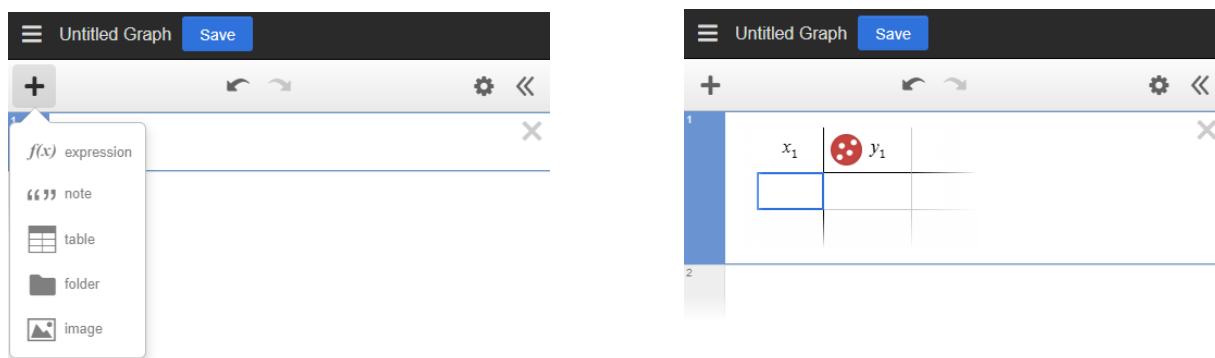 Untitled Graph Save
1
f(x) expression
note
table
folder
image
Untitled Graph Save
1
x₁ y₁
2